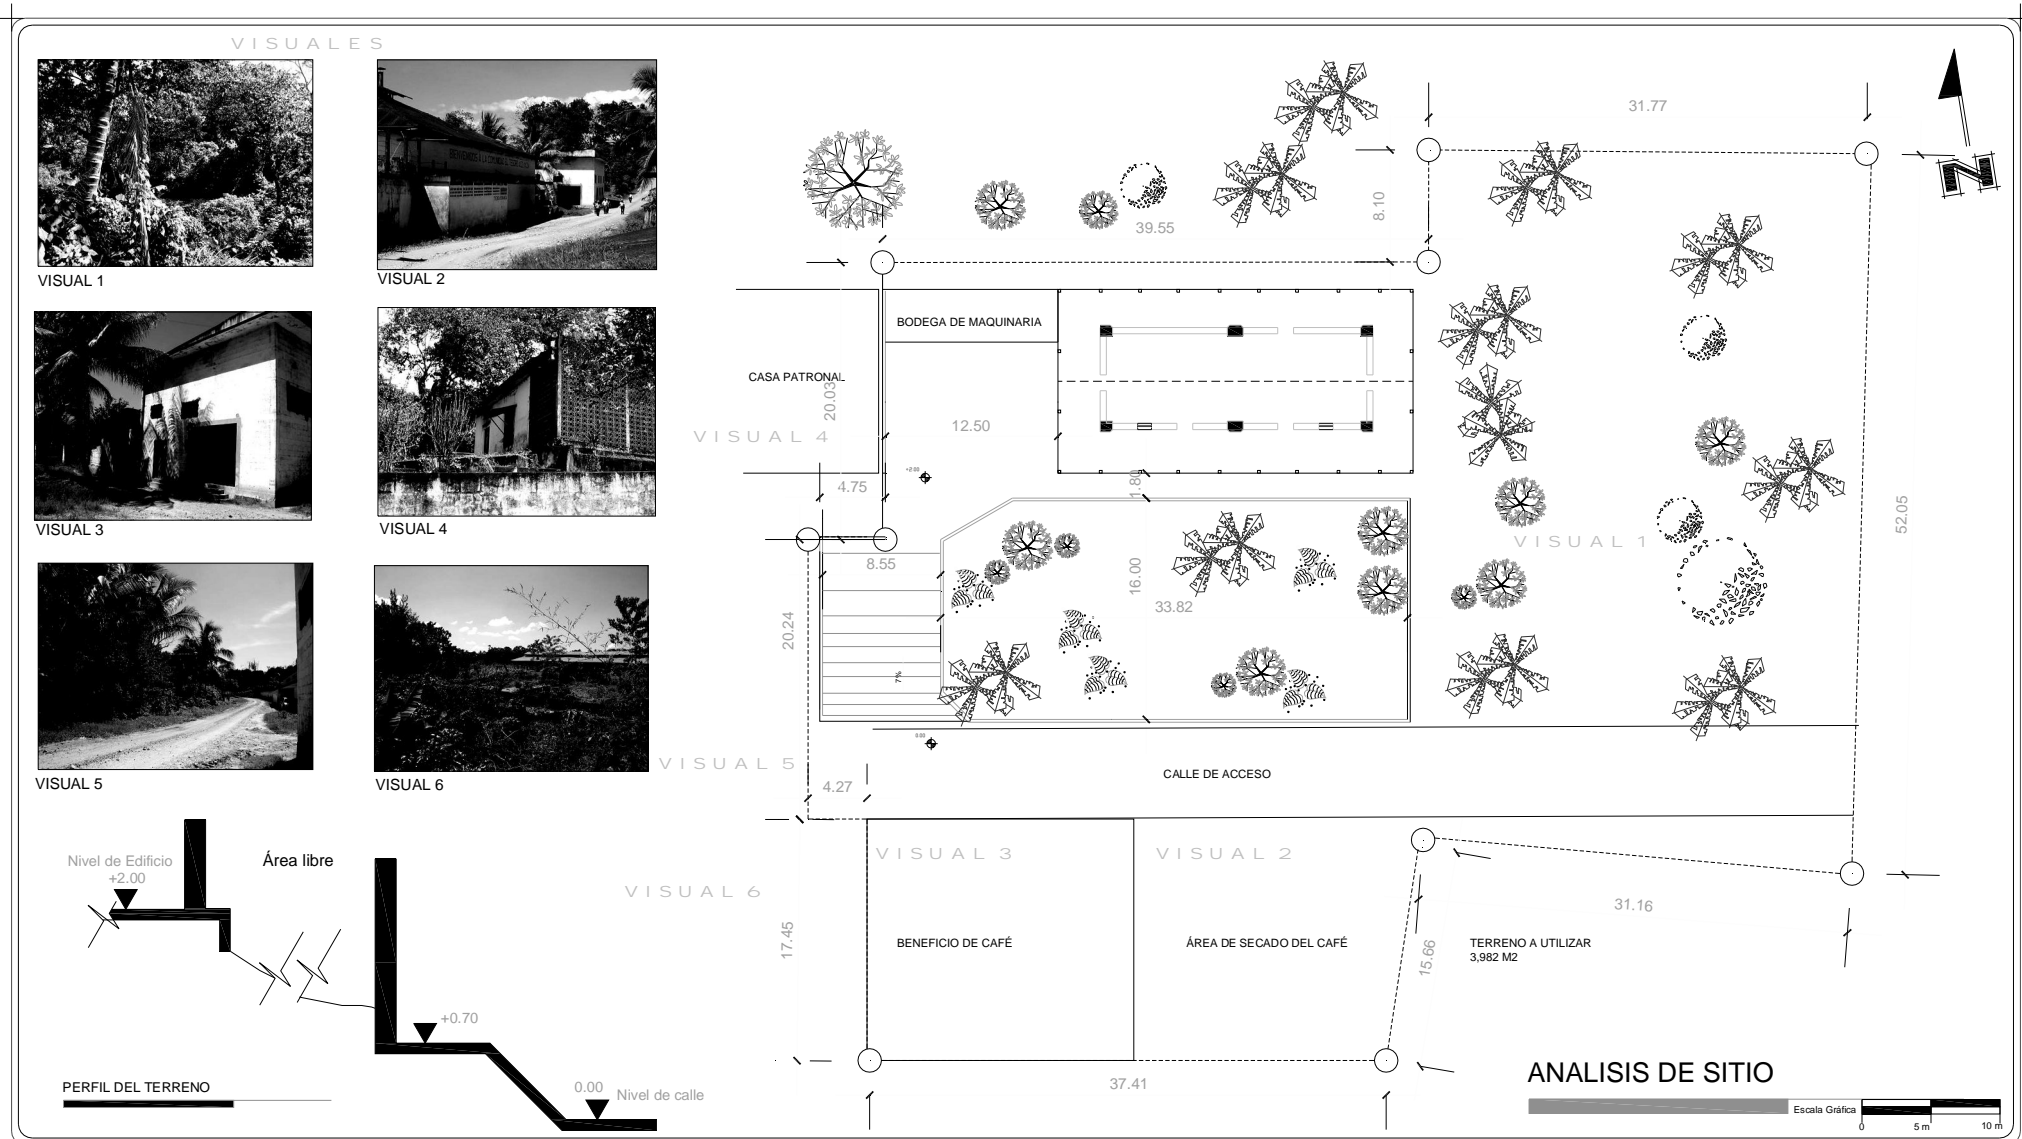 VISUALES
VISUAL 1
VISUAL 2
VISUAL 3
VISUAL 4
VISUAL 5
VISUAL 6
Nivel de Edificio
+2.00
Área libre
+0.70
0.00
Nivel de calle
PERFIL DEL TERRENO
31.77
8.10
39.55
N
BODEGA DE MAQUINARIA
CASA PATRONAL
20.03
12.50
VISUAL 4
+2.00
4.75
1.80
8.55
16.00
33.82
20.24
7%
VISUAL 1
52.05
0.00
VISUAL 5
CALLE DE ACCESO
4.27
VISUAL 3
VISUAL 2
VISUAL 6
31.16
17.45
BENEFICIO DE CAFÉ
ÁREA DE SECADO DEL CAFÉ
15.66
TERRENO A UTILIZAR
3,982 M2
37.41
ANALISIS DE SITIO
Escala Gráfica
0 5 m 10 m